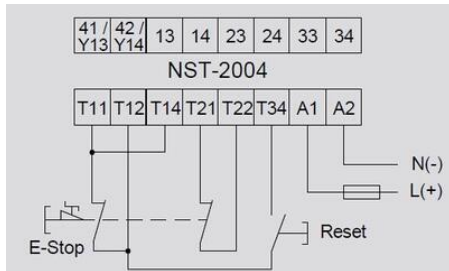 41 / 42 / 13 14 23 24 33 34
Y13 Y14
NST-2004
T11 T12 T14 T21 T22 T34 A1 A2
N(-)
L(+)
Reset
E-Stop